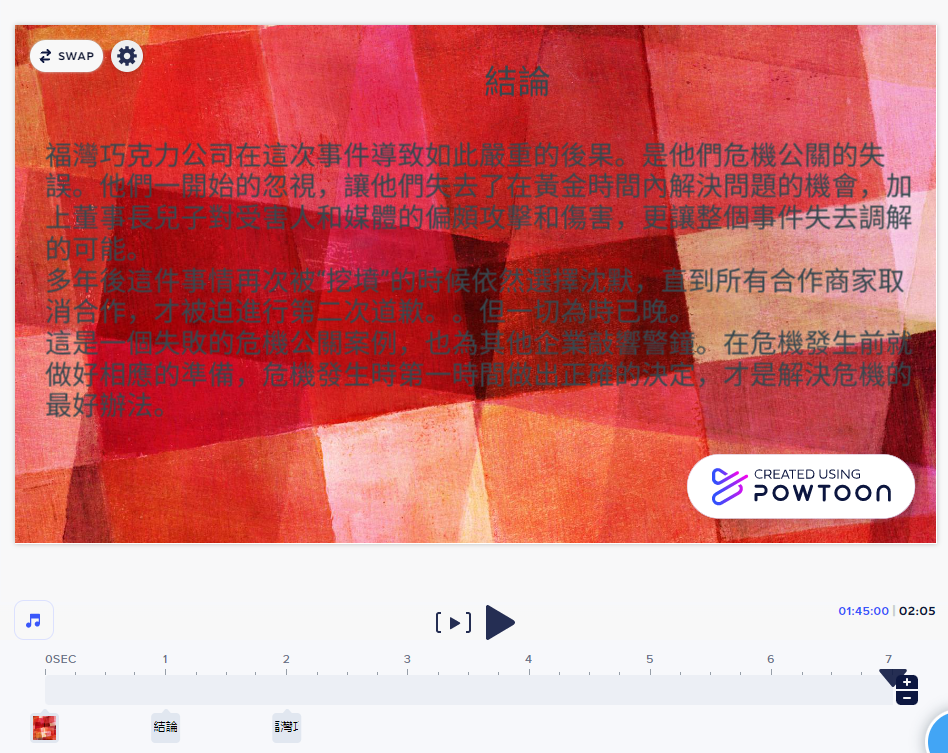 SWAP
結論
福灣巧克力公司在這次事件導致如此嚴重的後果。是他們危機公關的失
誤。他們一開始的忽視，讓他們失去了在黃金時間內解決問題的機會，加
上董事長兒子對受害人和媒體的偏頗攻擊和傷害，更讓整個事件失去調解
的可能。
多年後這件事情再次被"挖墳"的時候依然選擇沈默，直到所有合作商家取
消合作，才被迫進行第二次道歉。。但一切為時已晚。
這是一個失敗的危機公關案例，也為其他企業敲響警鐘。在危機發生前就
做好相應的準備，危機發生時第一時間做出正確的決定，才是解決危機的
最好辦法。
CREATED USING
POWTOON
01:45:00 | 02:05
0SEC 1 2 3 4 5 6 7
結論